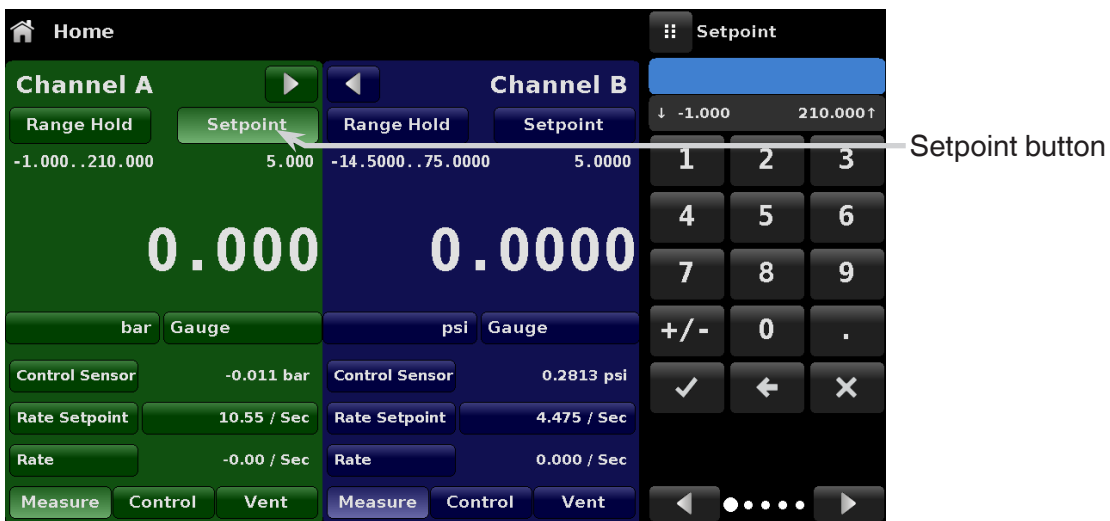 Home
Setpoint
Channel A
Channel B
Range Hold Setpoint
Range Hold Setpoint
-1.000..210.000 5.000
-14.5000..75.0000 5.0000
0.000
0.0000
bar Gauge
psi Gauge
Control Sensor -0.011 bar
Control Sensor 0.2813 psi
Rate Setpoint 10.55 / Sec
Rate Setpoint 4.475 / Sec
Rate -0.00 / Sec
Rate 0.000 / Sec
Measure Control Vent
Measure Control Vent
↓ -1.000 210.000↑
1 2 3
4 5 6
7 8 9
+/- 0 .
Setpoint button